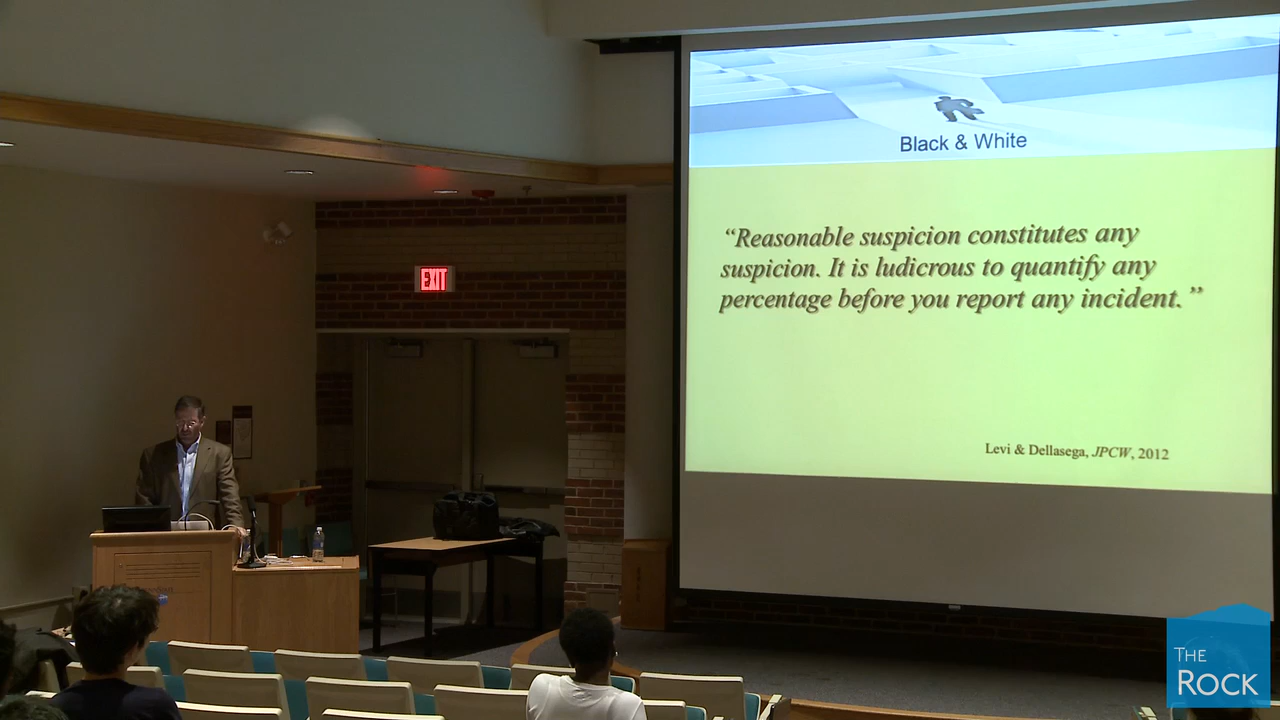 Black & White
“Reasonable suspicion constitutes any
suspicion. It is ludicrous to quantify any
percentage before you report any incident.”
Levi & Dellasega, JPCW, 2012
EXIT
THE
ROCK